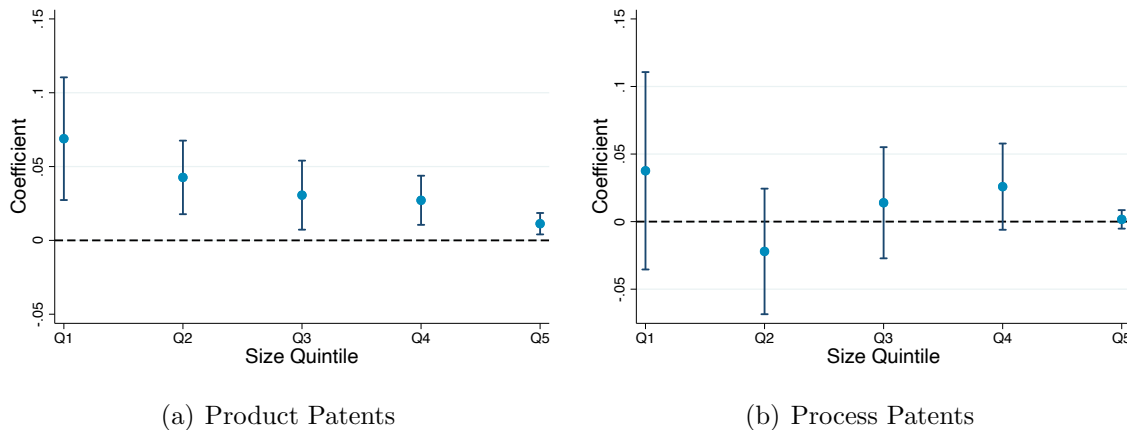 .15
.1
.05
0
-.05
Coefficient
Q1 Q2 Q3 Q4 Q5
Size Quintile
(a) Product Patents
.15
.1
.05
0
-.05
Coefficient
Q1 Q2 Q3 Q4 Q5
Size Quintile
(b) Process Patents